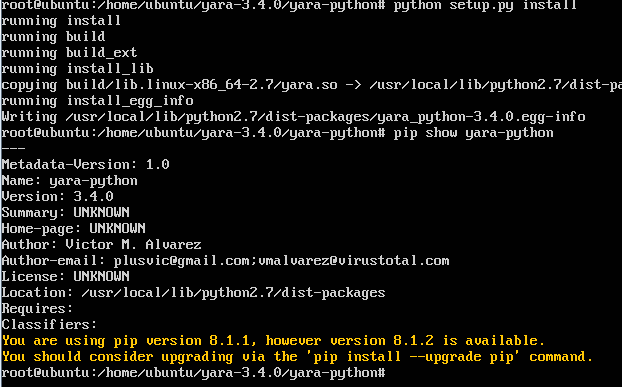 root@ubuntu:/home/ubuntu/yara-3.4.0/yara-python# python setup.py install
running install
running build
running build_ext
running install_lib
copying build/lib.linux-x86_64-2.7/yara.so -> /usr/local/lib/python2.7/dist-pa
running install_egg_info
Writing /usr/local/lib/python2.7/dist-packages/yara_python-3.4.0.egg-info
root@ubuntu:/home/ubuntu/yara-3.4.0/yara-python# pip show yara-python
---
Metadata-Version: 1.0
Name: yara-python
Version: 3.4.0
Summary: UNKNOWN
Home-page: UNKNOWN
Author: Victor M. Alvarez
Author-email: plusvic@gmail.com;vmalvarez@virustotal.com
License: UNKNOWN
Location: /usr/local/lib/python2.7/dist-packages
Requires:
Classifiers:
You are using pip version 8.1.1, however version 8.1.2 is available.
You should consider upgrading via the 'pip install --upgrade pip' command.
root@ubuntu:/home/ubuntu/yara-3.4.0/yara-python#